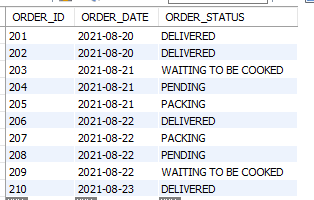 ORDER_ID ORDER_DATE ORDER_STATUS
201 2021-08-20 DELIVERED
202 2021-08-20 DELIVERED
203 2021-08-21 WAITING TO BE COOKED
204 2021-08-21 PENDING
205 2021-08-21 PACKING
206 2021-08-22 DELIVERED
207 2021-08-22 PACKING
208 2021-08-22 PENDING
209 2021-08-22 WAITING TO BE COOKED
210 2021-08-23 DELIVERED